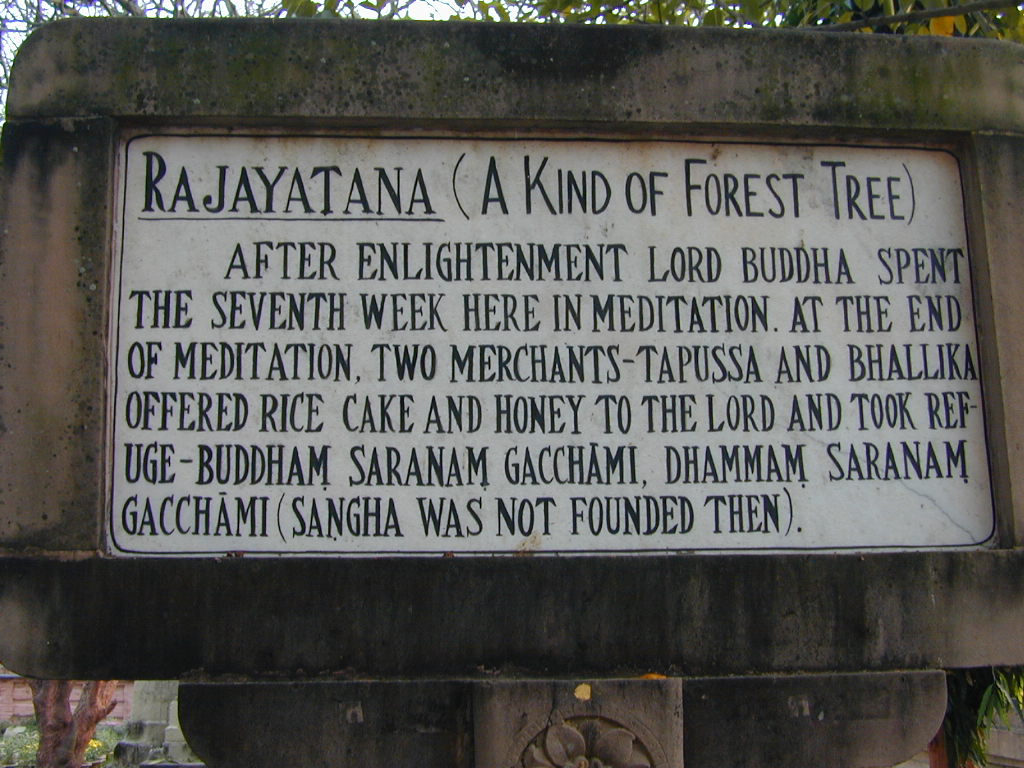 RAJAYATANA (A KIND OF FOREST TREE)
AFTER ENLIGHTENMENT LORD BUDDHA SPENT
THE SEVENTH WEEK HERE IN MEDITATION. AT THE END
OF MEDITATION, TWO MERCHANTS-TAPUSSA AND BHALLIKA
OFFERED RICE CAKE AND HONEY TO THE LORD AND TOOK REF-
UGE-BUDDHAṂ SARANAṂ GACCHĀMI, DHAMMAṂ SARANAṂ
GACCHĀMI (SAṆGHA WAS NOT FOUNDED THEN).